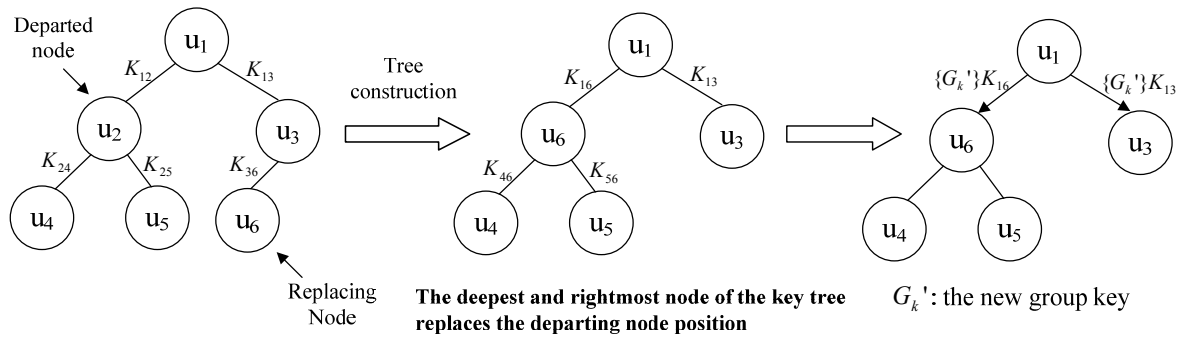 Departed
node
u1
K12
K13
u2
u3
K24
K25
K36
u4
u5
u6
Replacing
Node
Tree
construction
u1
K16
K13
u6
u3
K46
K56
u4
u5
The deepest and rightmost node of the key tree
replaces the departing node position
u1
{Gk'}K16
{Gk'}K13
u6
u3
u4
u5
Gk': the new group key